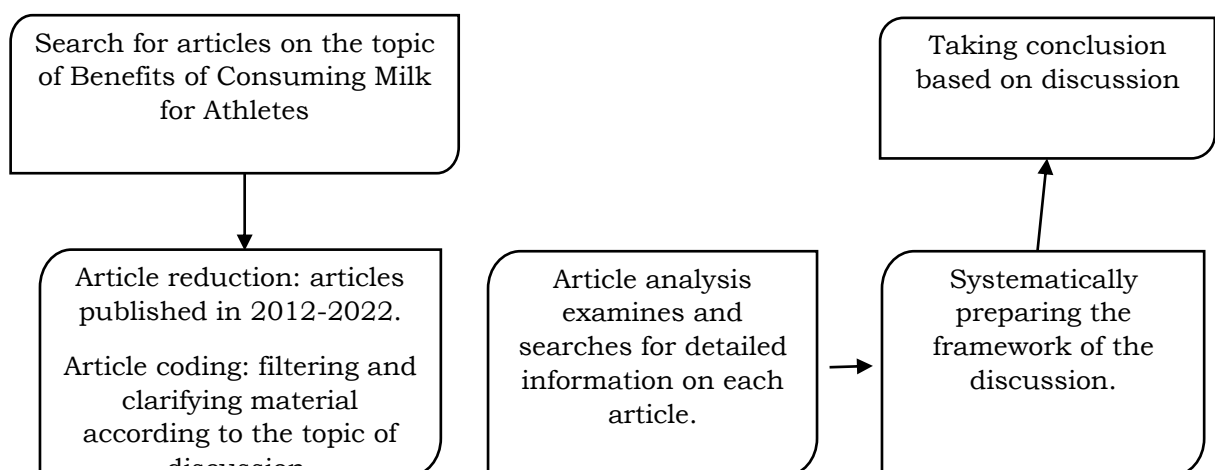 Search for articles on the topic
of Benefits of Consuming Milk
for Athletes
Article reduction: articles
published in 2012-2022.
Article coding: filtering and
clarifying material
according to the topic of
discussion
Article analysis
examines and
searches for detailed
information on each
article.
Systematically
preparing the
framework of the
discussion.
Taking conclusion
based on discussion